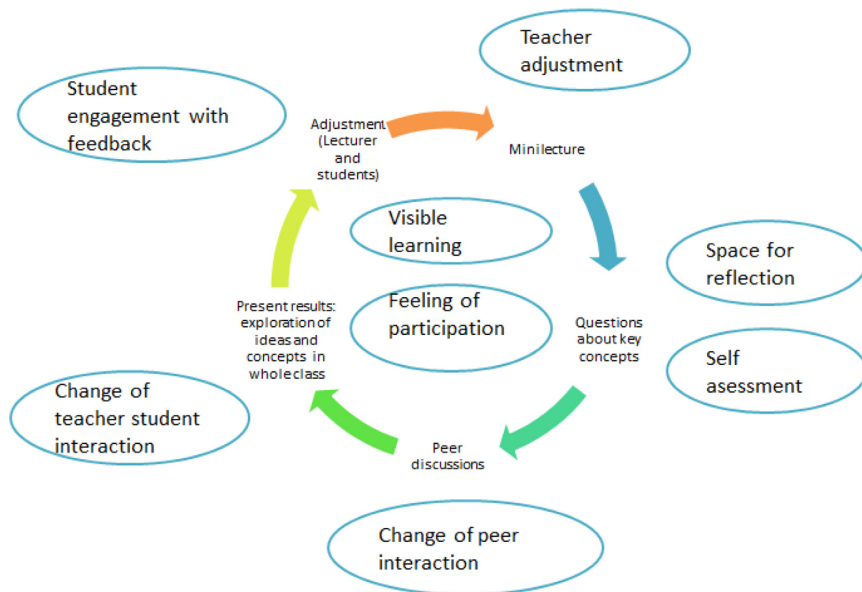 Teacher
adjustment
Student
engagement with
feedback
Adjustment
(Lecturer
and
students)
Mini lecture
Visible
learning
Space for
reflection
Present results:
exploration of
ideas and
concepts in
whole class
Feeling of
participation
Questions
about key
concepts
Self
asessment
Change of
teacher student
interaction
Peer
discussions
Change of peer
interaction